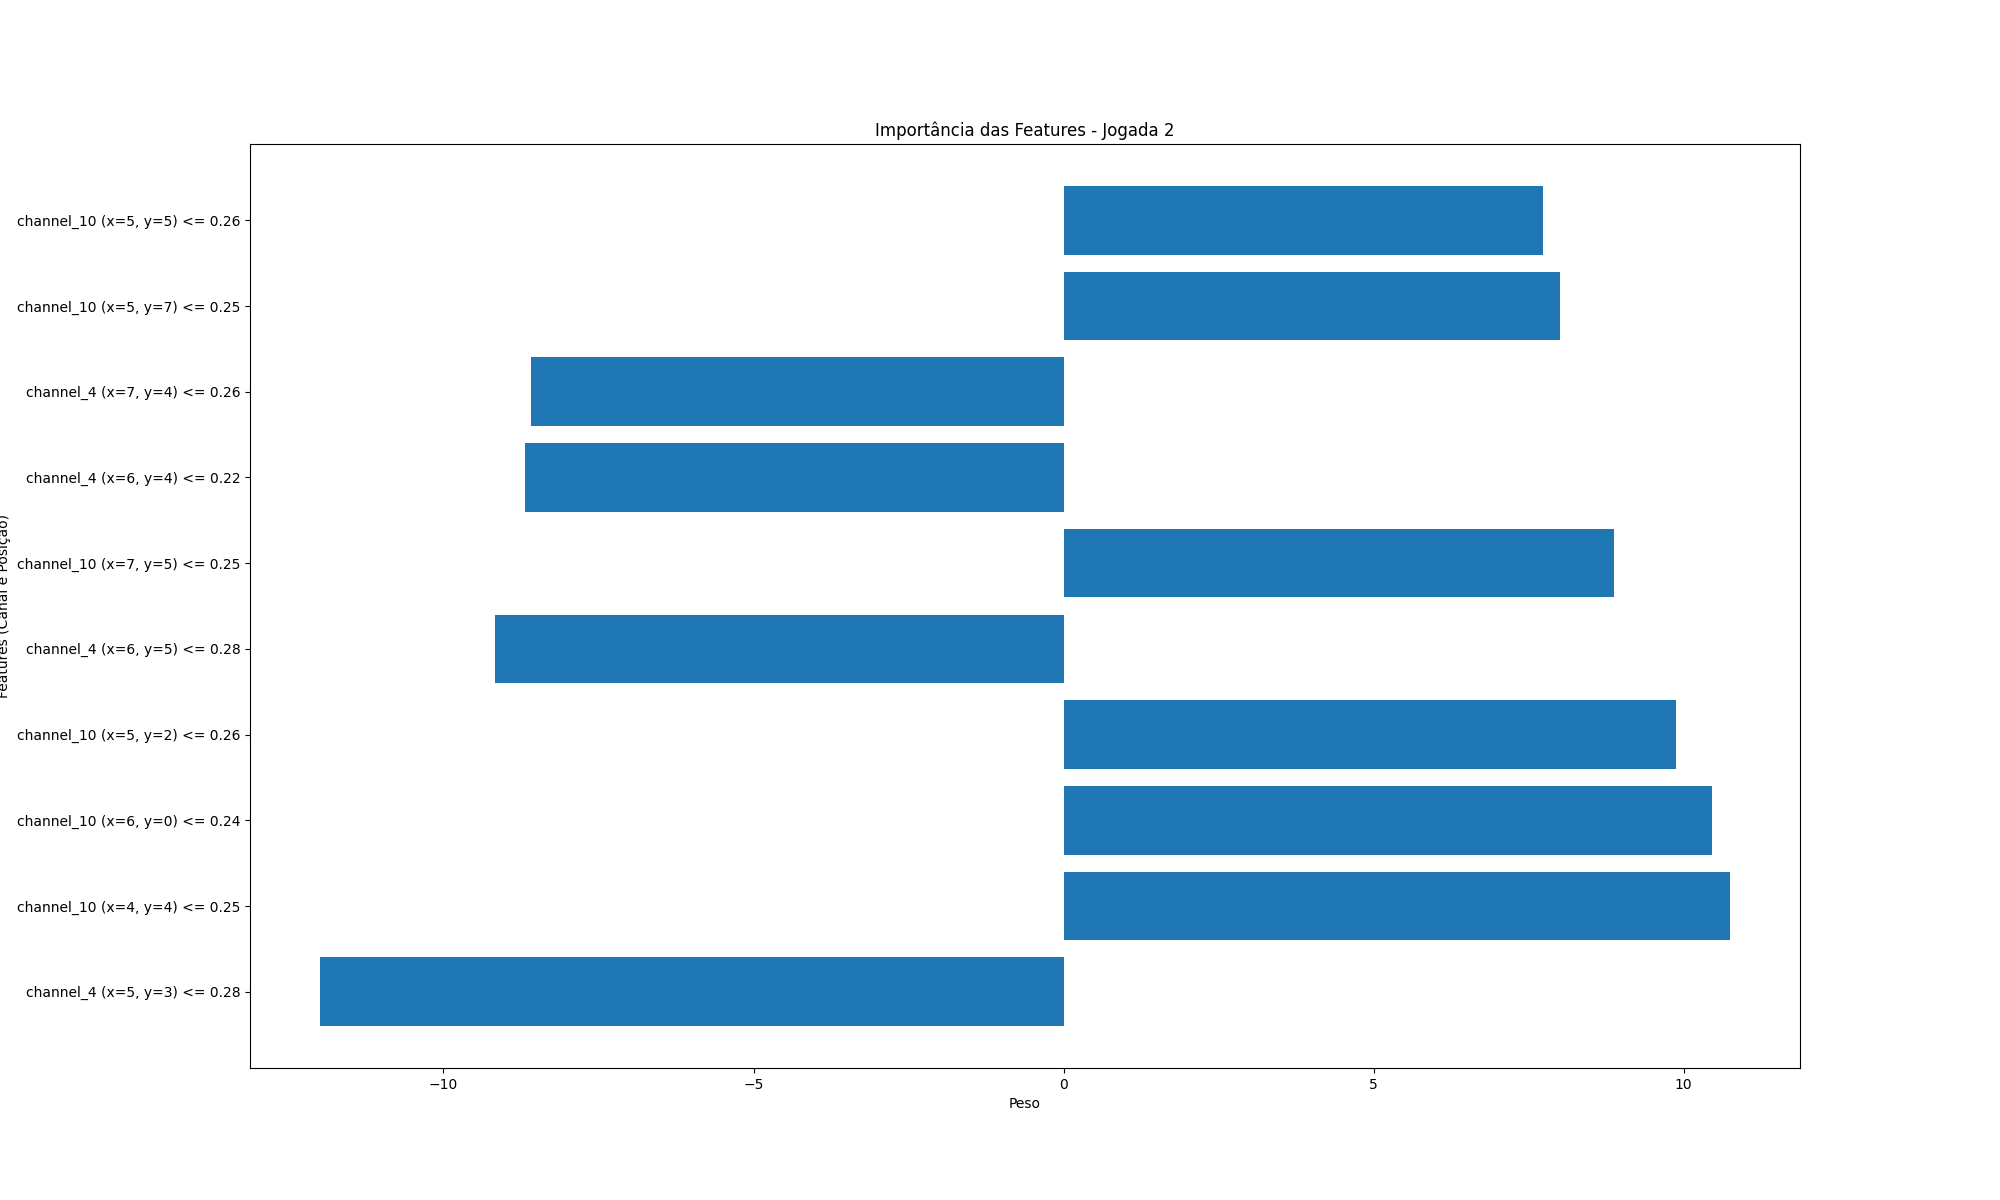 Importância das Features - Jogada 2
channel_10 (x=5, y=5) <= 0.26
channel_10 (x=5, y=7) <= 0.25
channel_4 (x=7, y=4) <= 0.26
channel_4 (x=6, y=4) <= 0.22
channel_10 (x=7, y=5) <= 0.25
channel_4 (x=6, y=5) <= 0.28
channel_10 (x=5, y=2) <= 0.26
channel_10 (x=6, y=0) <= 0.24
channel_10 (x=4, y=4) <= 0.25
channel_4 (x=5, y=3) <= 0.28
Features (Canal e Posição)
−10 −5 0 5 10
Peso